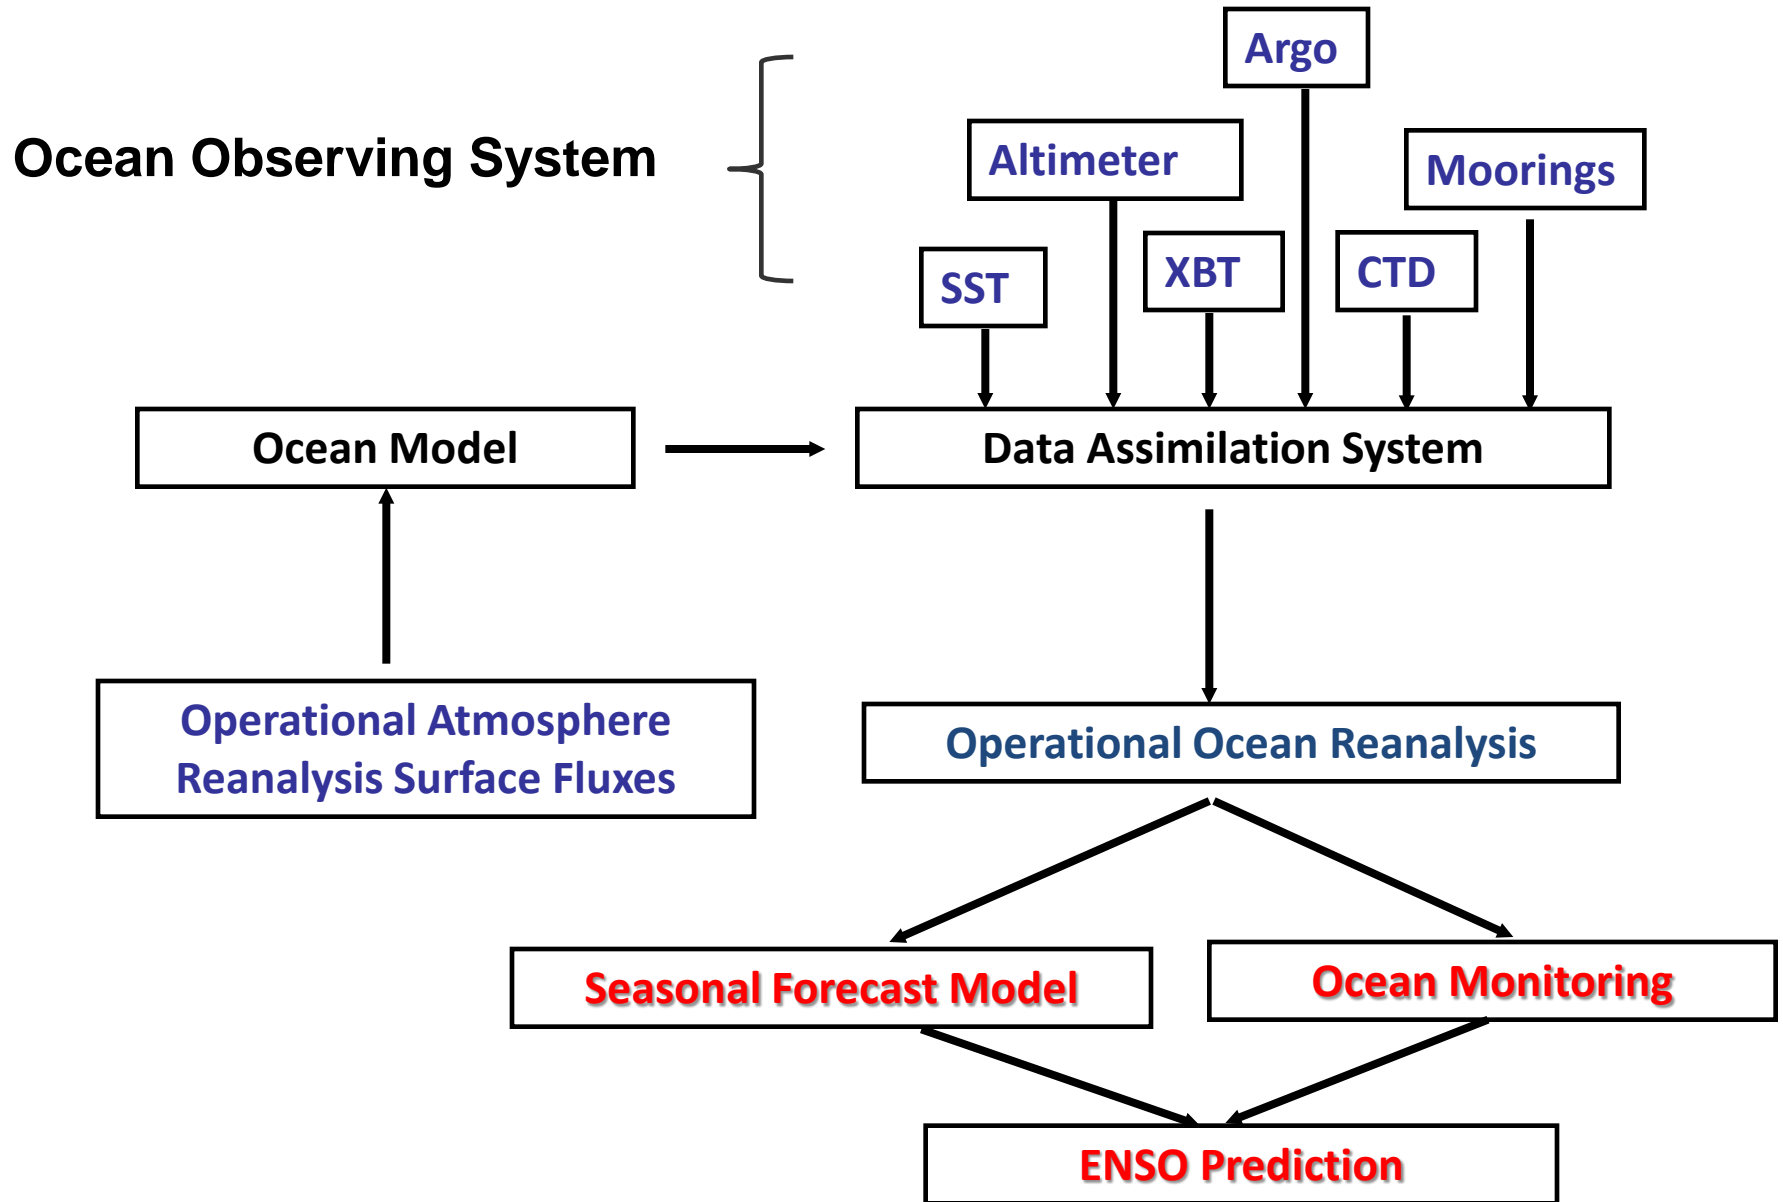 Argo
Ocean Observing System
Altimeter
Moorings
SST
XBT
CTD
Ocean Model
Data Assimilation System
Operational Atmosphere
Reanalysis Surface Fluxes
Operational Ocean Reanalysis
Seasonal Forecast Model
Ocean Monitoring
ENSO Prediction